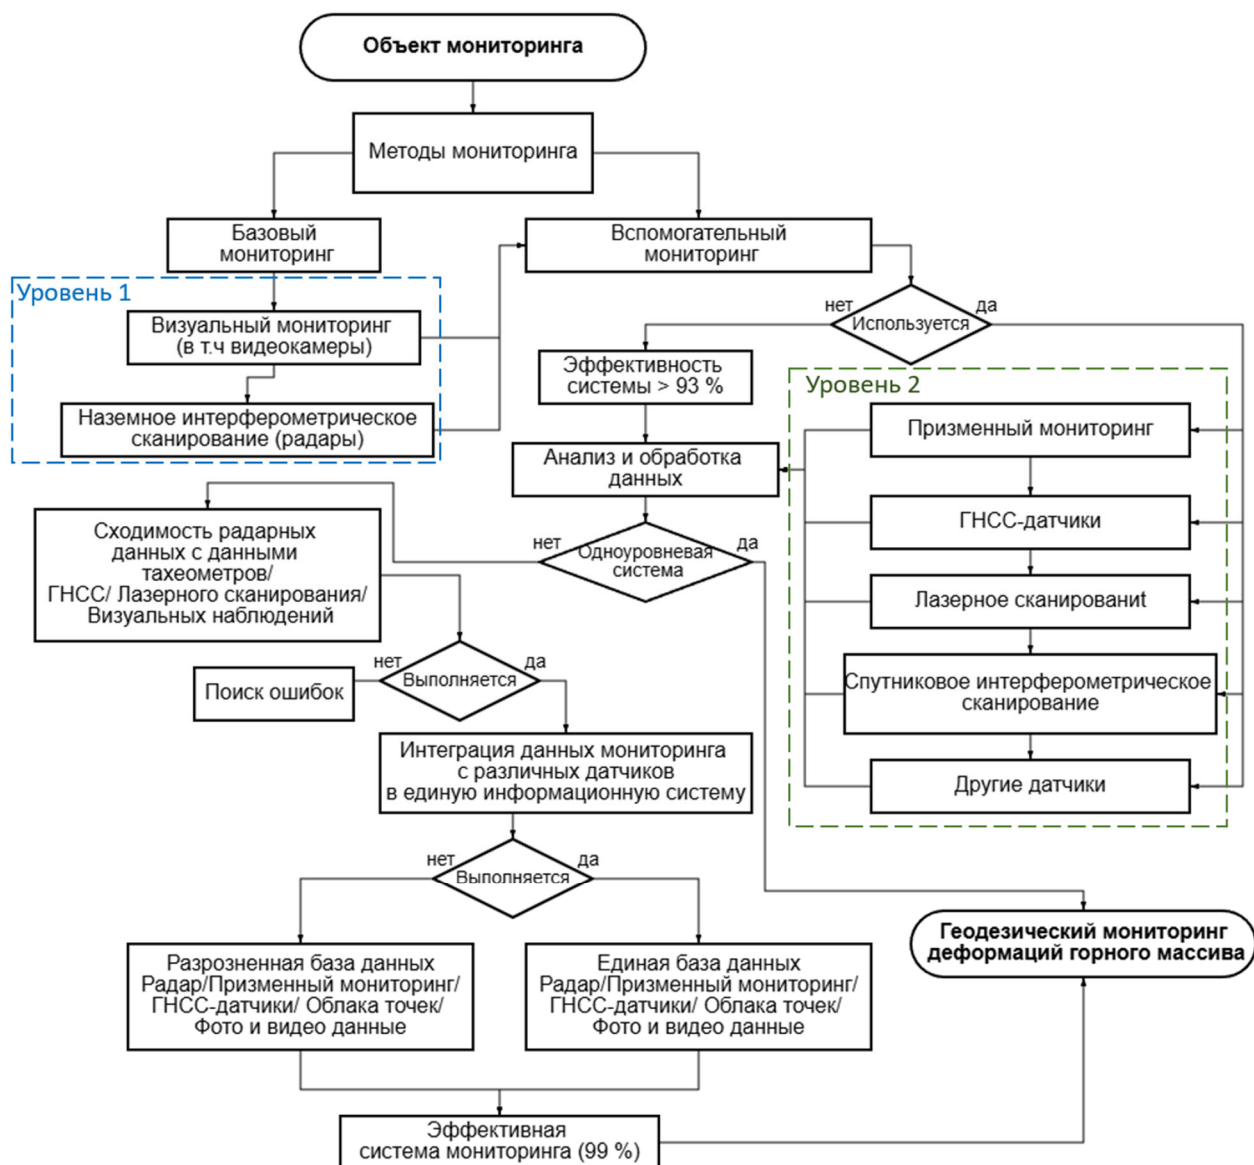 Объект мониторинга
Методы мониторинга
Базовый
мониторинг
Вспомогательный
мониторинг
Уровень 1
Визуальный мониторинг
(в т.ч видеокамеры)
Наземное интерферометрическое
сканирование (радары)
нет
да
Используется
Эффективность
системы > 93 %
Уровень 2
Призменный мониторинг
ГНСС-датчики
Лазерное сканированиt
Спутниковое интерферометрическое
сканирование
Другие датчики
Анализ и обработка
данных
нет
да
Одноуровневая
система
Сходимость радарных
данных с данными
тахеометров/
ГНСС/ Лазерного сканирования/
Визуальных наблюдений
нет
да
Выполняется
Поиск ошибок
Интеграция данных мониторинга
с различных датчиков
в единую информационную систему
нет
да
Выполняется
Разрозненная база данных
Радар/Призменный мониторинг/
ГНСС-датчики/ Облака точек/
Фото и видео данные
Единая база данных
Радар/Призменный мониторинг/
ГНСС-датчики/ Облака точек/
Фото и видео данные
Геодезический мониторинг
деформаций горного массива
Эффективная
система мониторинга (99 %)